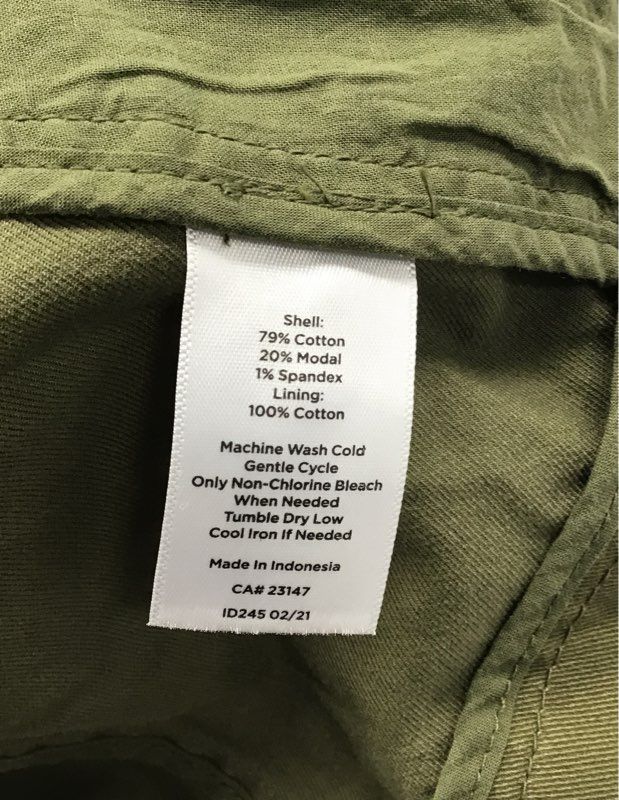 Shell:
79% Cotton
20% Modal
1% Spandex
Lining:
100% Cotton
Machine Wash Cold
Gentle Cycle
Only Non-Chlorine Bleach
When Needed
Tumble Dry Low
Cool Iron If Needed
Made In Indonesia
CA# 23147
ID245 02/21